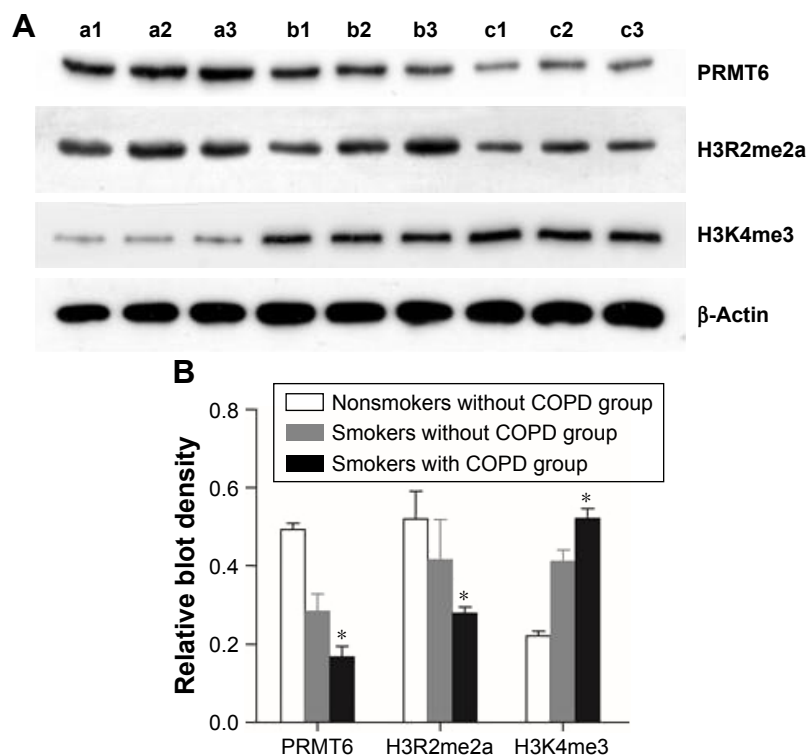 A
a1 a2 a3 b1 b2 b3 c1 c2 c3
PRMT6
H3R2me2a
H3K4me3
β-Actin
B
Nonsmokers without COPD group
Smokers without COPD group
Smokers with COPD group
Relative blot density
0.8
0.6
0.4
0.2
0.0
*
*
*
PRMT6 H3R2me2a H3K4me3